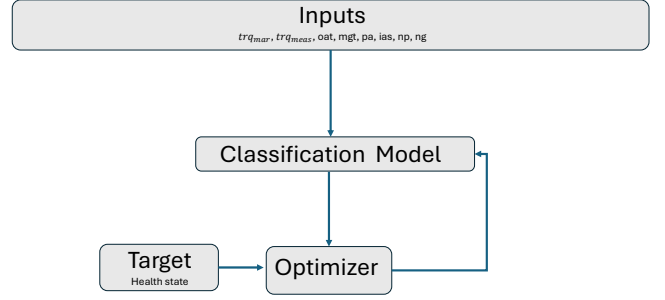 Inputs
trq_mar, trq_meas, oat, mgt, pa, ias, np, ng
Classification Model
Target
Health state
Optimizer